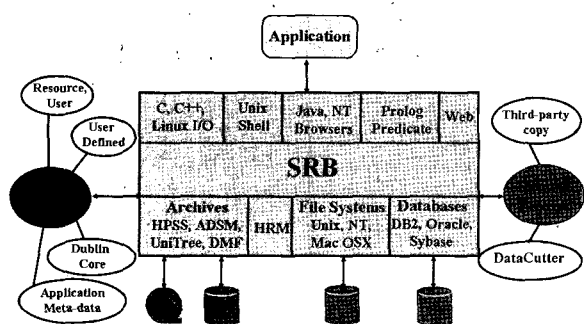 Application
Resource,
User
User
Defined
Dublin
Core
Application
Meta-data
C, C++,
Linux I/O
Unix
Shell
Java, NT
Browsers
Prolog
Predicate
Web
SRB
Archives
HPSS, ADSM,
UniTree, DMF
HRM
File Systems
Unix, NT,
Mac OSX
Databases
DB2, Oracle,
Sybase
Third-party
copy
DataCutter